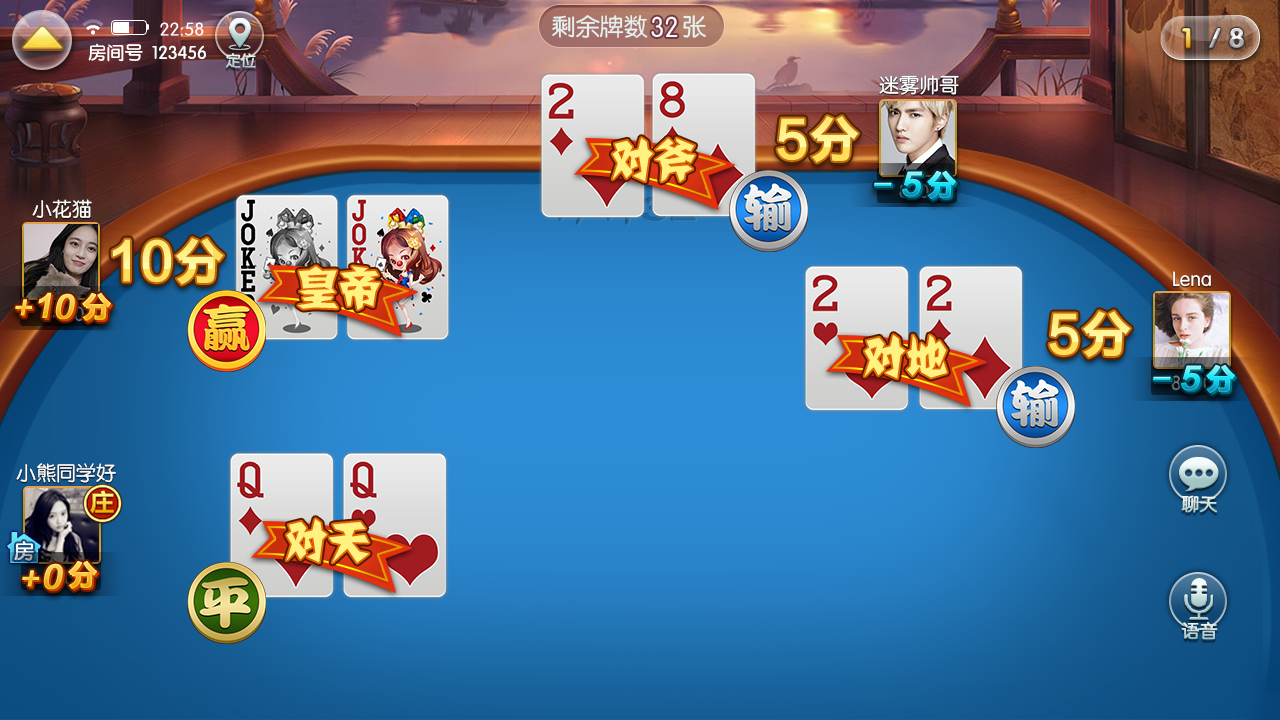 22:58
房间号 123456
定位
剩余牌数32张
1 / 8
2
8
对斧
5分
输
迷雾帅哥
-5分
小花猫
+10分
10分
JOKE
JOK
皇帝
赢
2
2
对地
5分
输
Lena
-5分
小熊同学好
庄
房
+0分
Q
Q
对天
平
聊天
语音